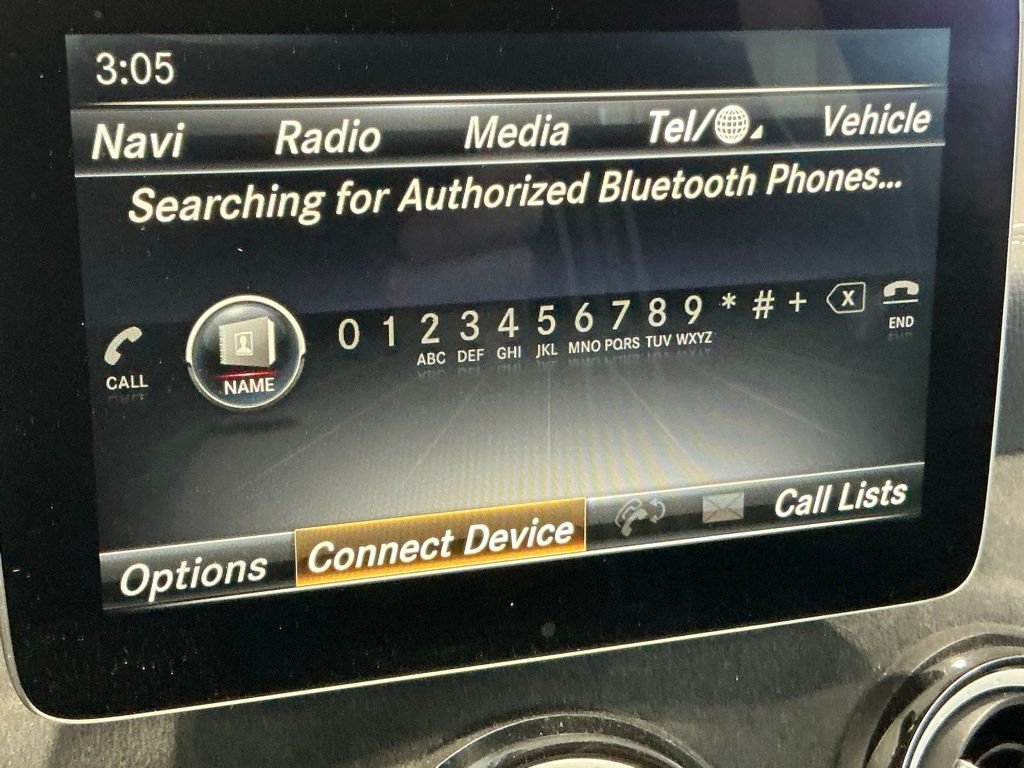 3:05
Navi Radio Media Tel/ Vehicle
Searching for Authorized Bluetooth Phones...
0 1 2 3 4 5 6 7 8 9 * # + X
ABC DEF GHI JKL MNO PQRS TUV WXYZ END
CALL NAME
Options Connect Device Call Lists